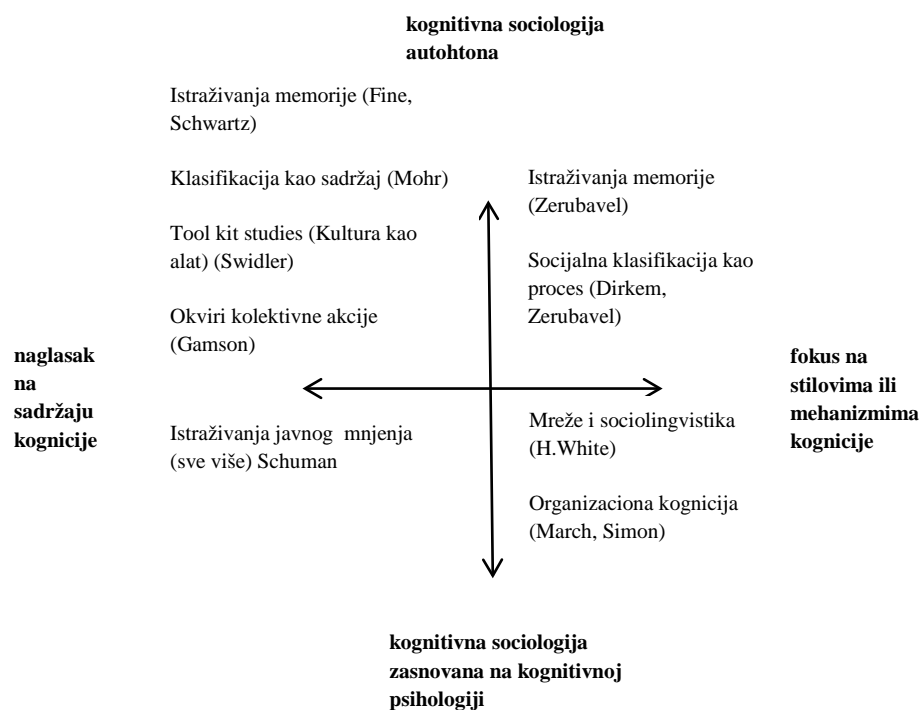 kognitivna sociologija
autohtona
Istraživanja memorije (Fine,
Schwartz)
Klasifikacija kao sadržaj (Mohr)
Tool kit studies (Kultura kao
alat) (Swidler)
Okviri kolektivne akcije
(Gamson)
Istraživanja memorije
(Zerubavel)
Socijalna klasifikacija kao
proces (Dirkem,
Zerubavel)
naglasak
na
sadržaju
kognicije
fokus na
stilovima ili
mehanizmima
kognicije
Istraživanja javnog  mnjenja
(sve više) Schuman
Mreže i sociolingvistika
(H.White)
Organizaciona kognicija
(March, Simon)
kognitivna sociologija
zasnovana na kognitivnoj
psihologiji